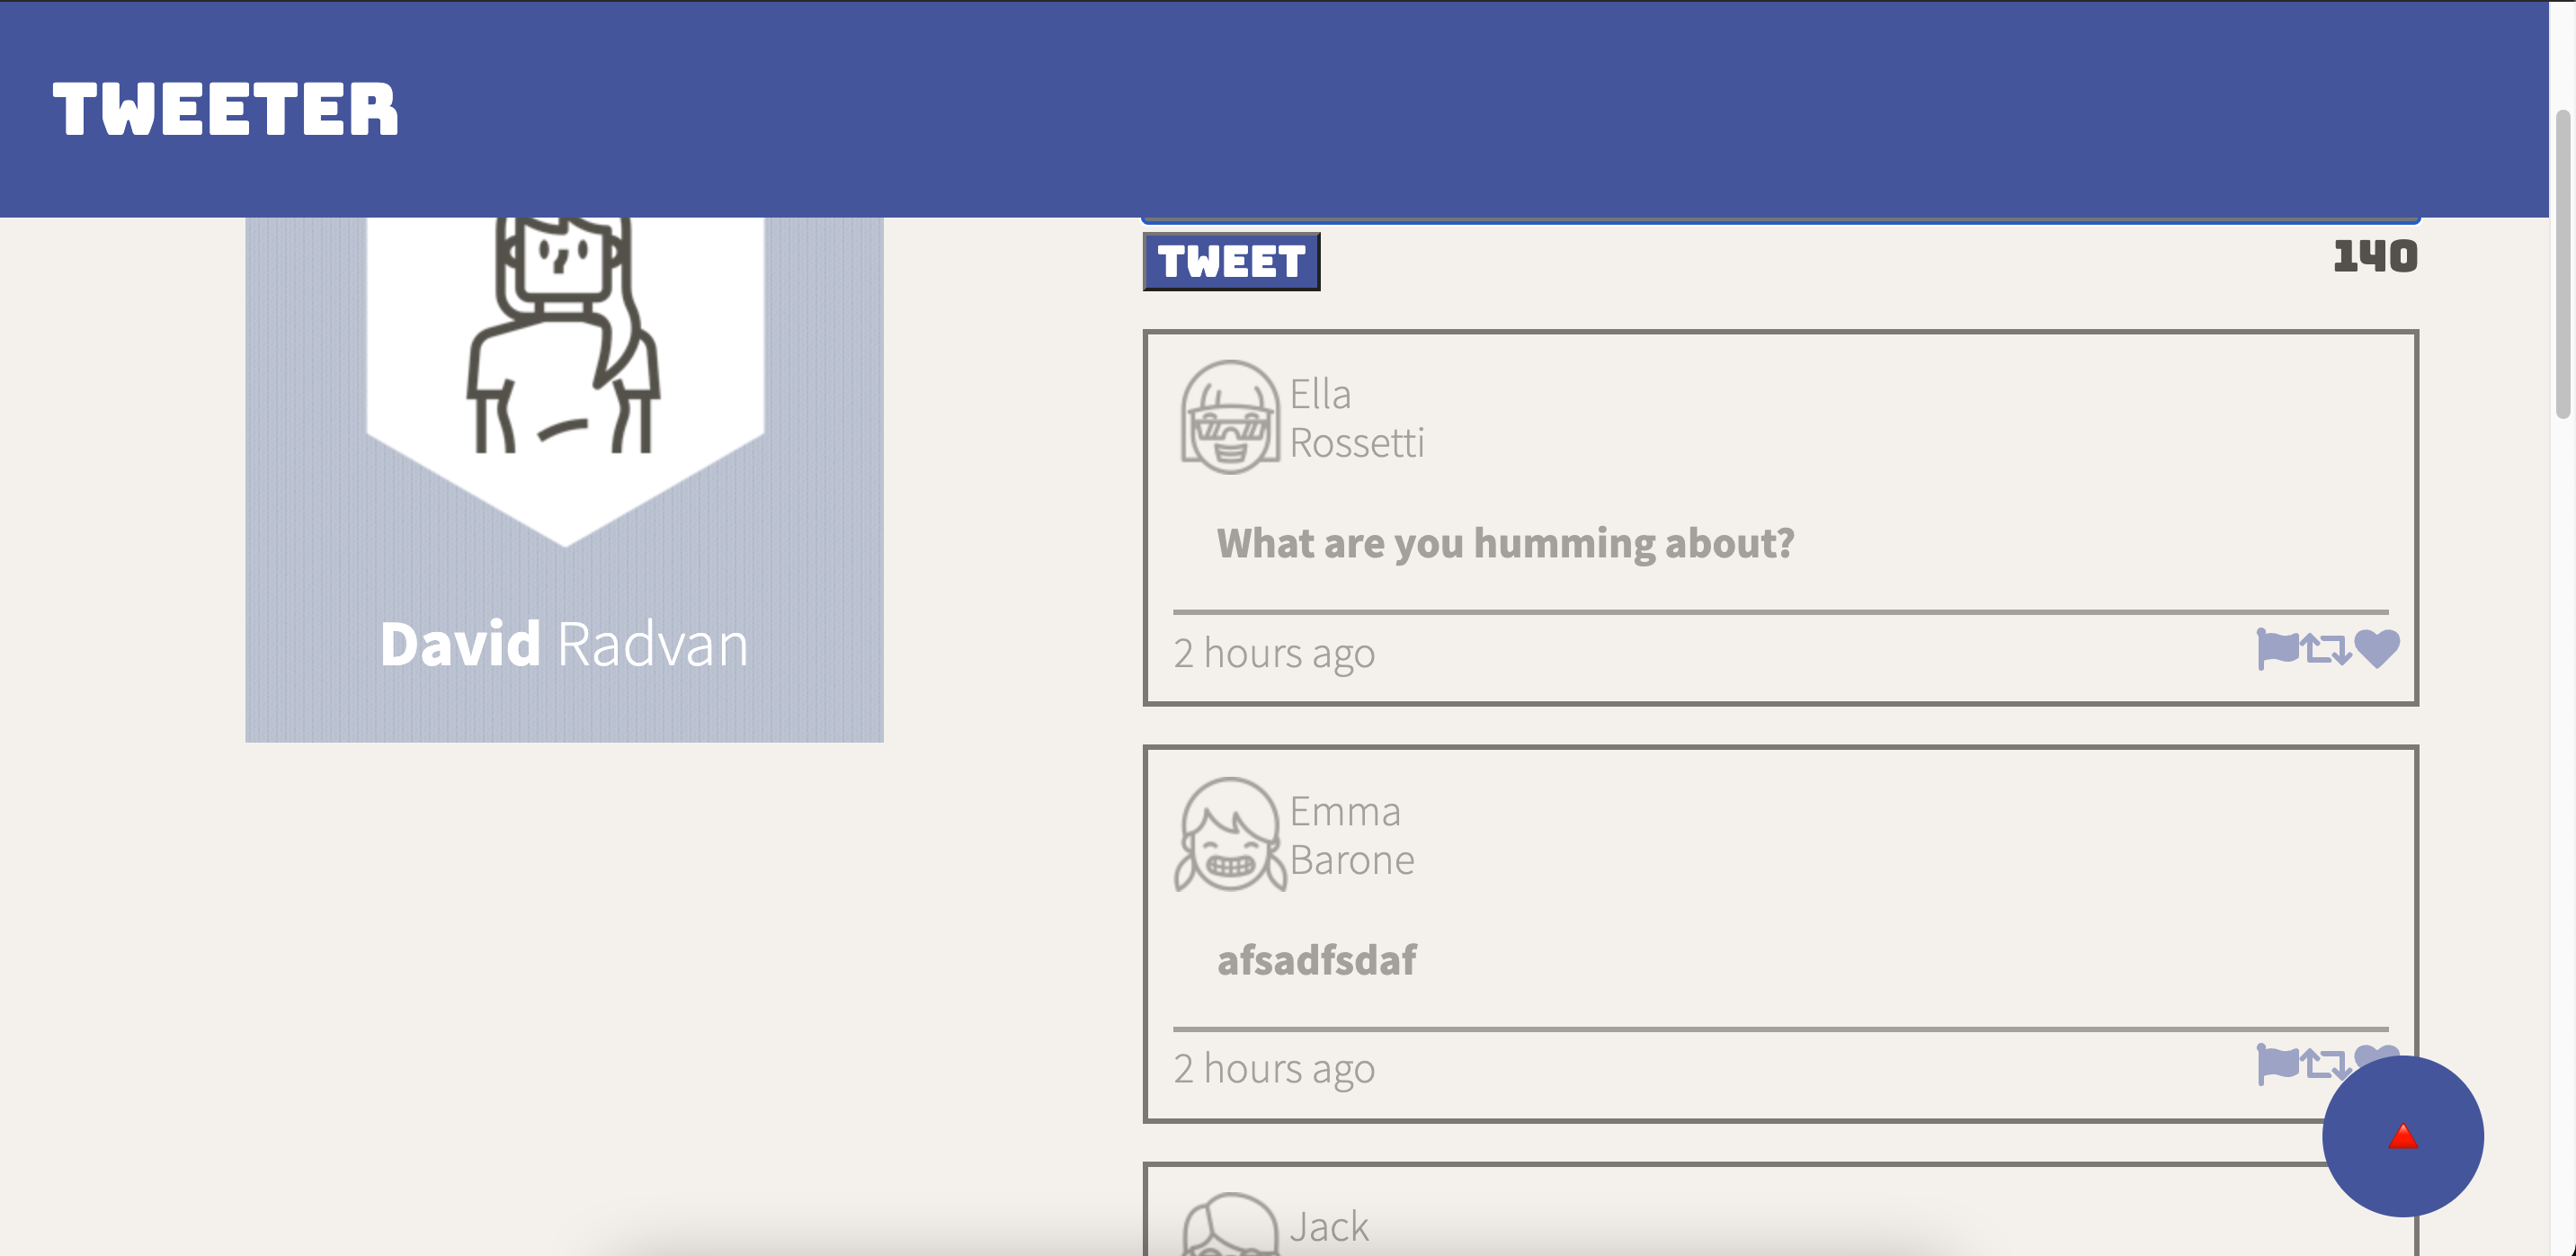 TWEETER
David Radvan
TWEET
140
Ella
Rossetti
What are you humming about?
2 hours ago
Emma
Barone
afsadfsdaf
2 hours ago
Jack